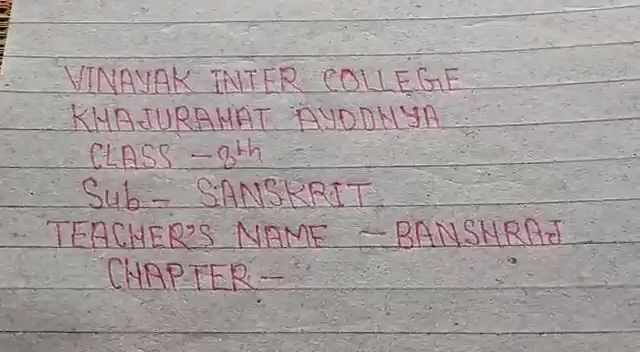 VINAYAK INTER COLLEGE
KHAJURAHAT AYODHYA
CLASS - 8th
Sub - SANSKRIT
TEACHER'S NAME - BANSHRAJ
CHAPTER -